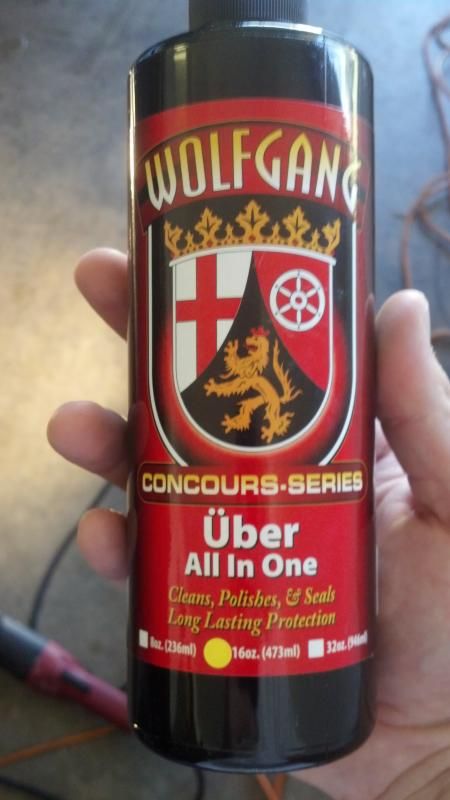 WOLFGANG
CONCOURS-SERIES
Über
All In One
Cleans, Polishes, & Seals
Long Lasting Protection
8oz. (236ml) 16oz. (473ml) 32oz. (946ml)